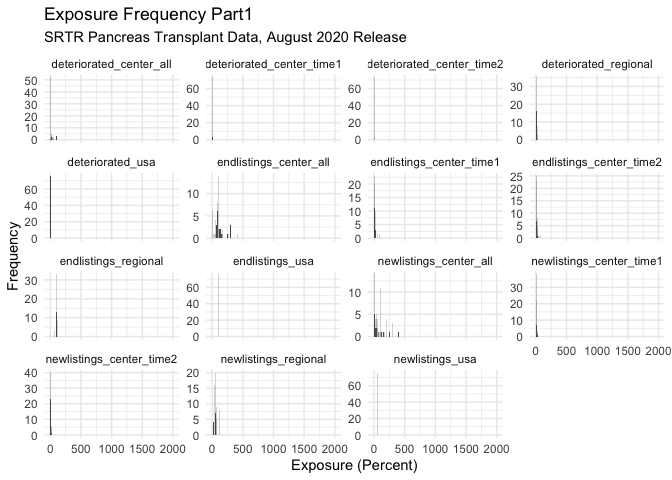 Exposure Frequency Part1
SRTR Pancreas Transplant Data, August 2020 Release
deteriorated_center_all deteriorated_center_time1 deteriorated_center_time2 deteriorated_regional
50 40 30 20 10 0
60 40 20 0
60 40 20 0
30 20 10 0
deteriorated_usa endlistings_center_all endlistings_center_time1 endlistings_center_time2
60 40 20 0
10 5 0
20 15 10 5 0
25 20 15 10 5 0
endlistings_regional endlistings_usa newlistings_center_all newlistings_center_time1
30 20 10 0
80 60 40 20 0
10 5 0
30 20 10 0
0 500 1000 1500 2000
newlistings_center_time2 newlistings_regional newlistings_usa
40 30 20 10 0
20 15 10 5 0
60 40 20 0
0 500 1000 1500 2000 0 500 1000 1500 2000 0 500 1000 1500 2000
Exposure (Percent)
Frequency